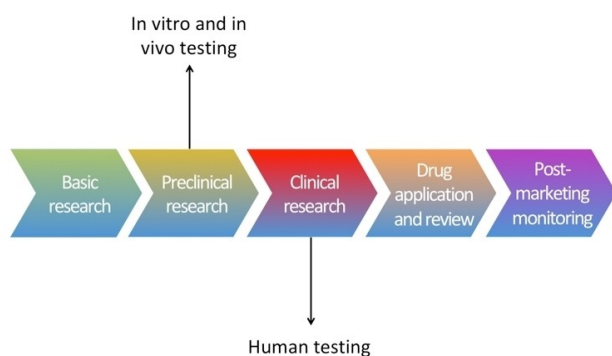 In vitro and in
vivo testing
Basic
research
Preclinical
research
Clinical
research
Drug
application
and review
Post-
marketing
monitoring
Human testing